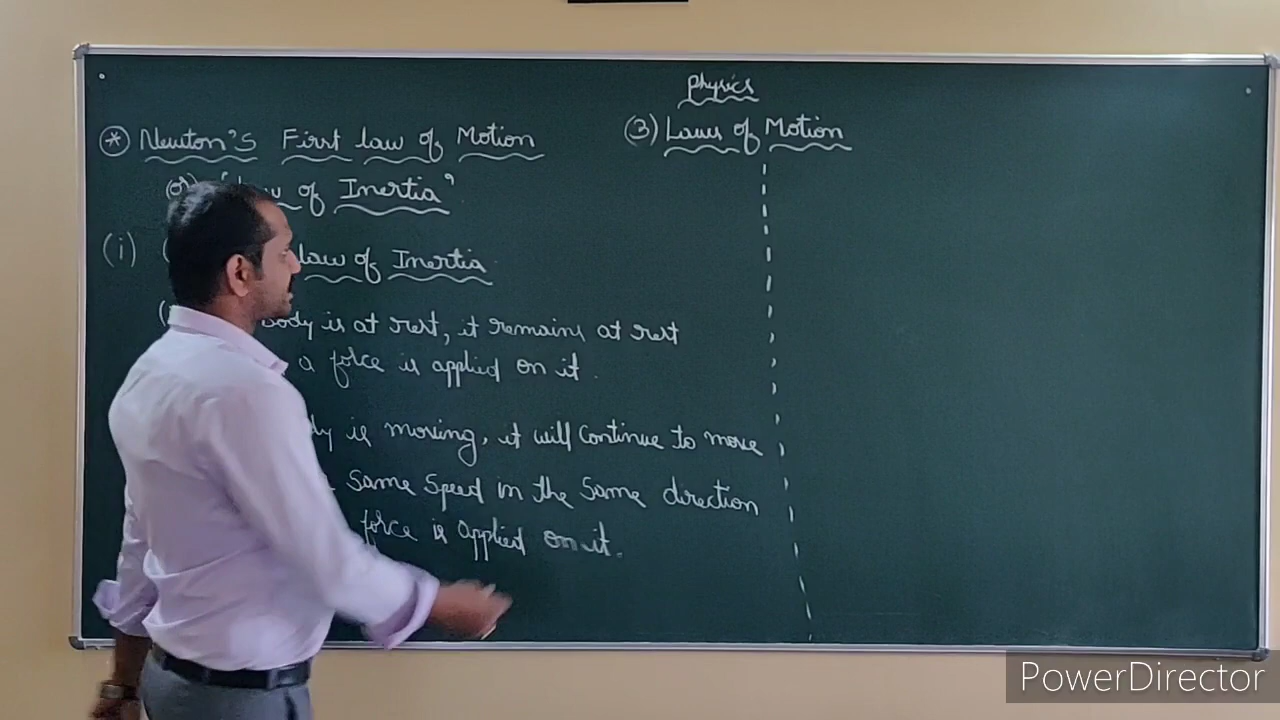 Physics
(3) Laws of Motion
* Newton's First law of Motion
(or) of Inertia'
(i) law of Inertia
body is at rest, it remains at rest
a force is applied on it.
is moving, it will continue to move
same speed in the same direction
force is applied on it.
PowerDirector